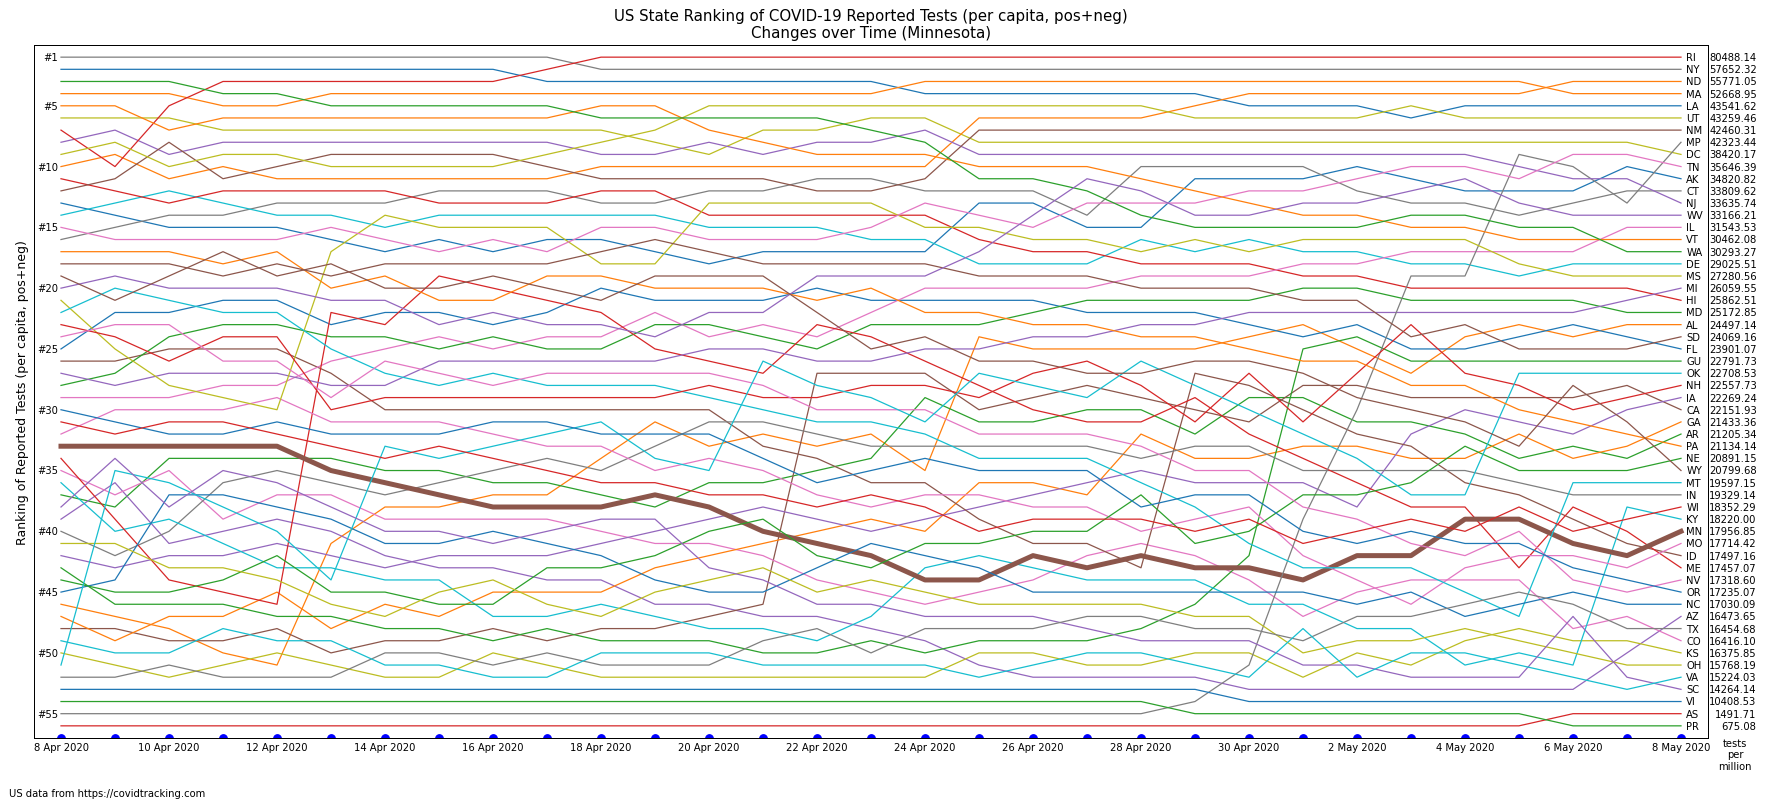 US State Ranking of COVID-19 Reported Tests (per capita, pos+neg)
Changes over Time (Minnesota)
Ranking of Reported Tests (per capita, pos+neg)
#1
#5
#10
#15
#20
#25
#30
#35
#40
#45
#50
#55
RI 80488.14
NY 57652.32
ND 55771.05
MA 52668.95
LA 43541.62
UT 43259.46
NM 42460.31
MP 42323.44
DC 38420.17
TN 35646.39
AK 34820.82
CT 33809.62
NJ 33635.74
WV 33166.21
IL 31543.53
VT 30462.08
WA 30293.27
DE 29025.51
MS 27280.56
MI 26059.55
HI 25862.51
MD 25172.85
AL 24497.14
SD 24069.16
FL 23901.07
GU 22791.73
OK 22708.53
NH 22557.73
IA 22269.24
CA 22151.93
GA 21433.36
AR 21205.34
PA 21134.14
NE 20891.15
WY 20799.68
MT 19597.15
IN 19329.14
WI 18352.29
KY 18220.00
MN 17956.85
MO 17714.42
ID 17497.16
ME 17457.07
NV 17318.60
OR 17235.07
NC 17030.09
AZ 16473.65
TX 16454.68
CO 16416.10
KS 16375.85
OH 15768.19
VA 15224.03
SC 14264.14
VI 10408.53
AS 1491.71
PR 675.08
8 Apr 2020 10 Apr 2020 12 Apr 2020 14 Apr 2020 16 Apr 2020 18 Apr 2020 20 Apr 2020 22 Apr 2020 24 Apr 2020 26 Apr 2020 28 Apr 2020 30 Apr 2020 2 May 2020 4 May 2020 6 May 2020 8 May 2020
tests
per
million
US data from https://covidtracking.com